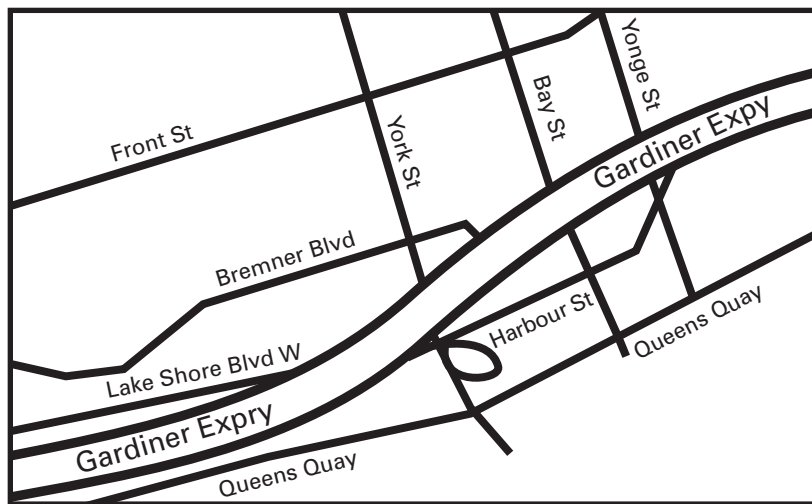 Yonge St
Bay St
Gardiner Expy
Front St
York St
Bremner Blvd
Harbour St
Queens Quay
Lake Shore Blvd W
Gardiner Expry
Queens Quay